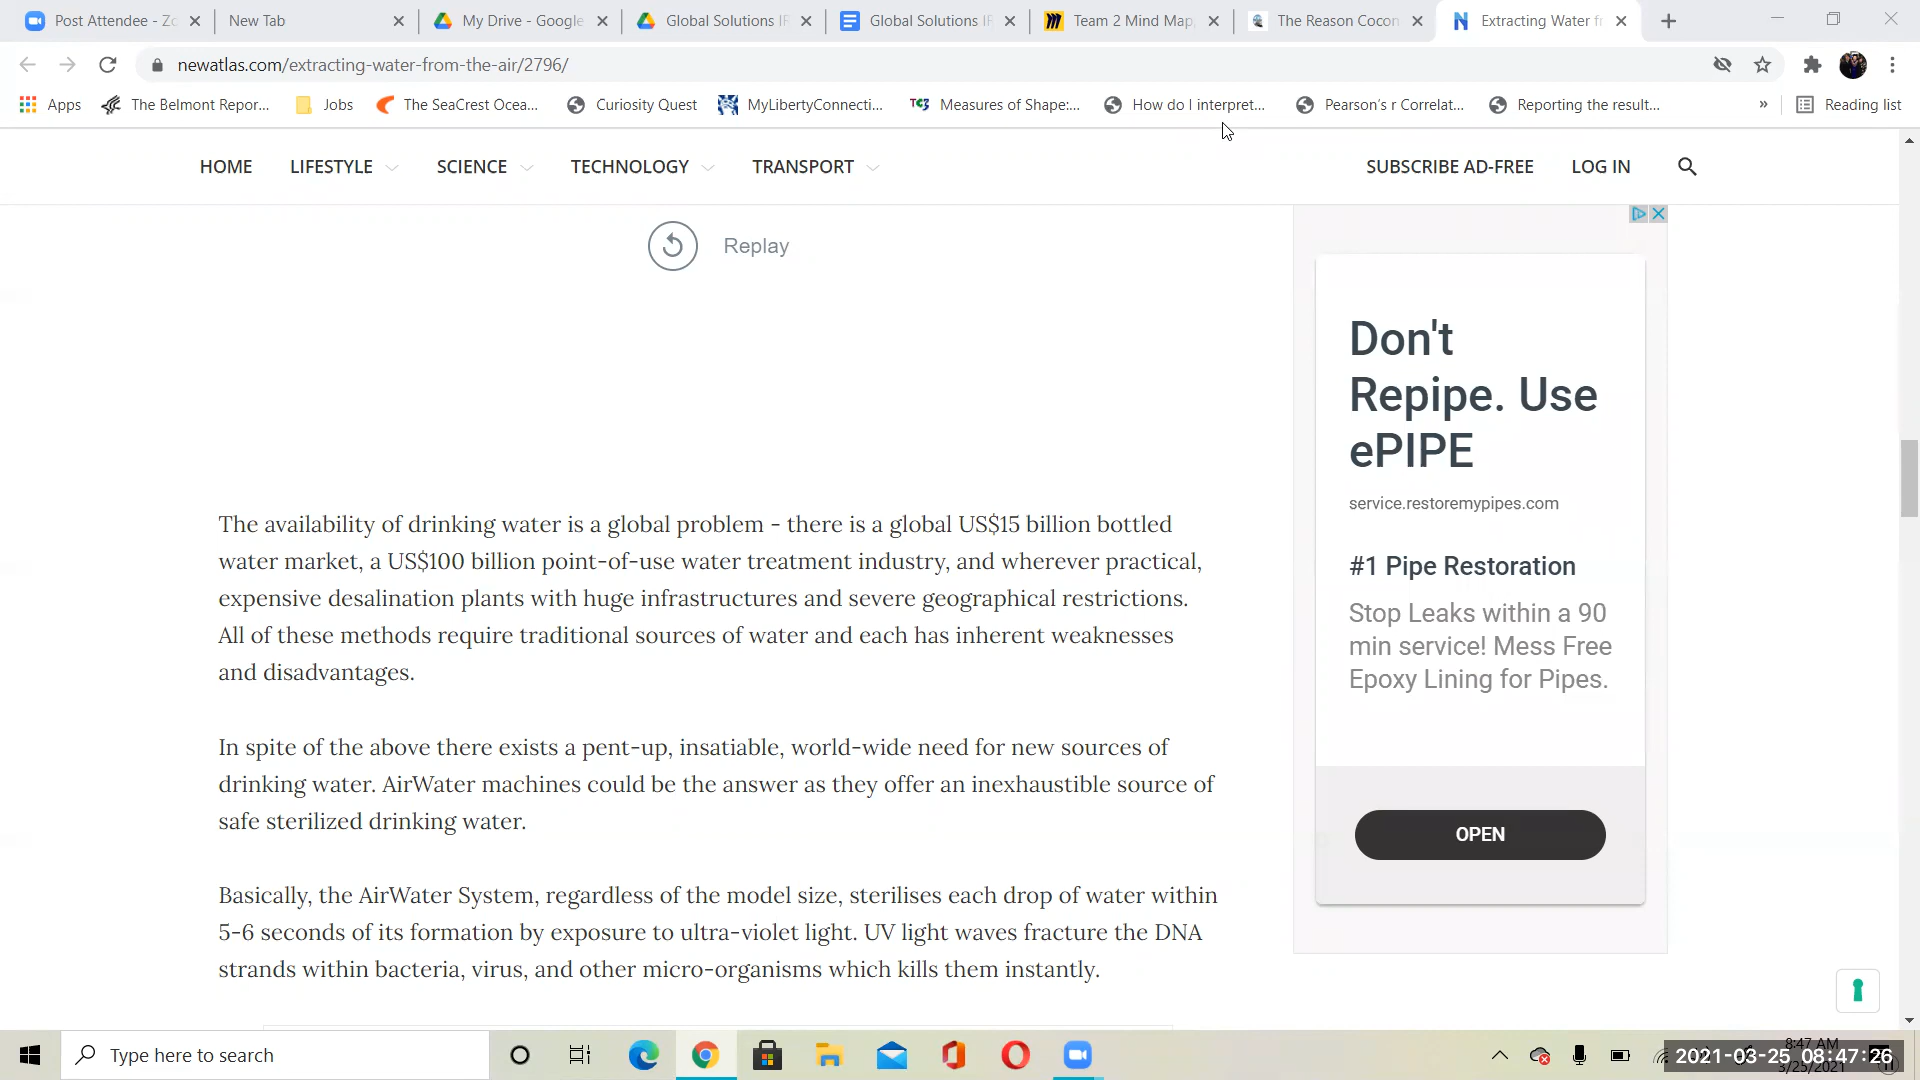 Post Attendee - Zo
New Tab
My Drive - Google
Global Solutions IF
Global Solutions IF
Team 2 Mind Map,
The Reason Cocon
Extracting Water fr
newatlas.com/extracting-water-from-the-air/2796/
Apps
The Belmont Repor...
Jobs
The SeaCrest Ocea...
Curiosity Quest
MyLibertyConnecti...
TC3
Measures of Shape:...
How do I interpret...
Pearson's r Correlat...
Reporting the result...
»
Reading list
HOME
LIFESTYLE
SCIENCE
TECHNOLOGY
TRANSPORT
SUBSCRIBE AD-FREE
LOG IN
Replay
Don't
Repipe. Use
ePIPE
service.restoremypipes.com
#1 Pipe Restoration
Stop Leaks within a 90
min service! Mess Free
Epoxy Lining for Pipes.
OPEN
The availability of drinking water is a global problem - there is a global US$15 billion bottled
water market, a US$100 billion point-of-use water treatment industry, and wherever practical,
expensive desalination plants with huge infrastructures and severe geographical restrictions.
All of these methods require traditional sources of water and each has inherent weaknesses
and disadvantages.
In spite of the above there exists a pent-up, insatiable, world-wide need for new sources of
drinking water. AirWater machines could be the answer as they offer an inexhaustible source of
safe sterilized drinking water.
Basically, the AirWater System, regardless of the model size, sterilises each drop of water within
5-6 seconds of its formation by exposure to ultra-violet light. UV light waves fracture the DNA
strands within bacteria, virus, and other micro-organisms which kills them instantly.
Type here to search
8:47 AM
3/25/2021
2021-03-25 08:47:26